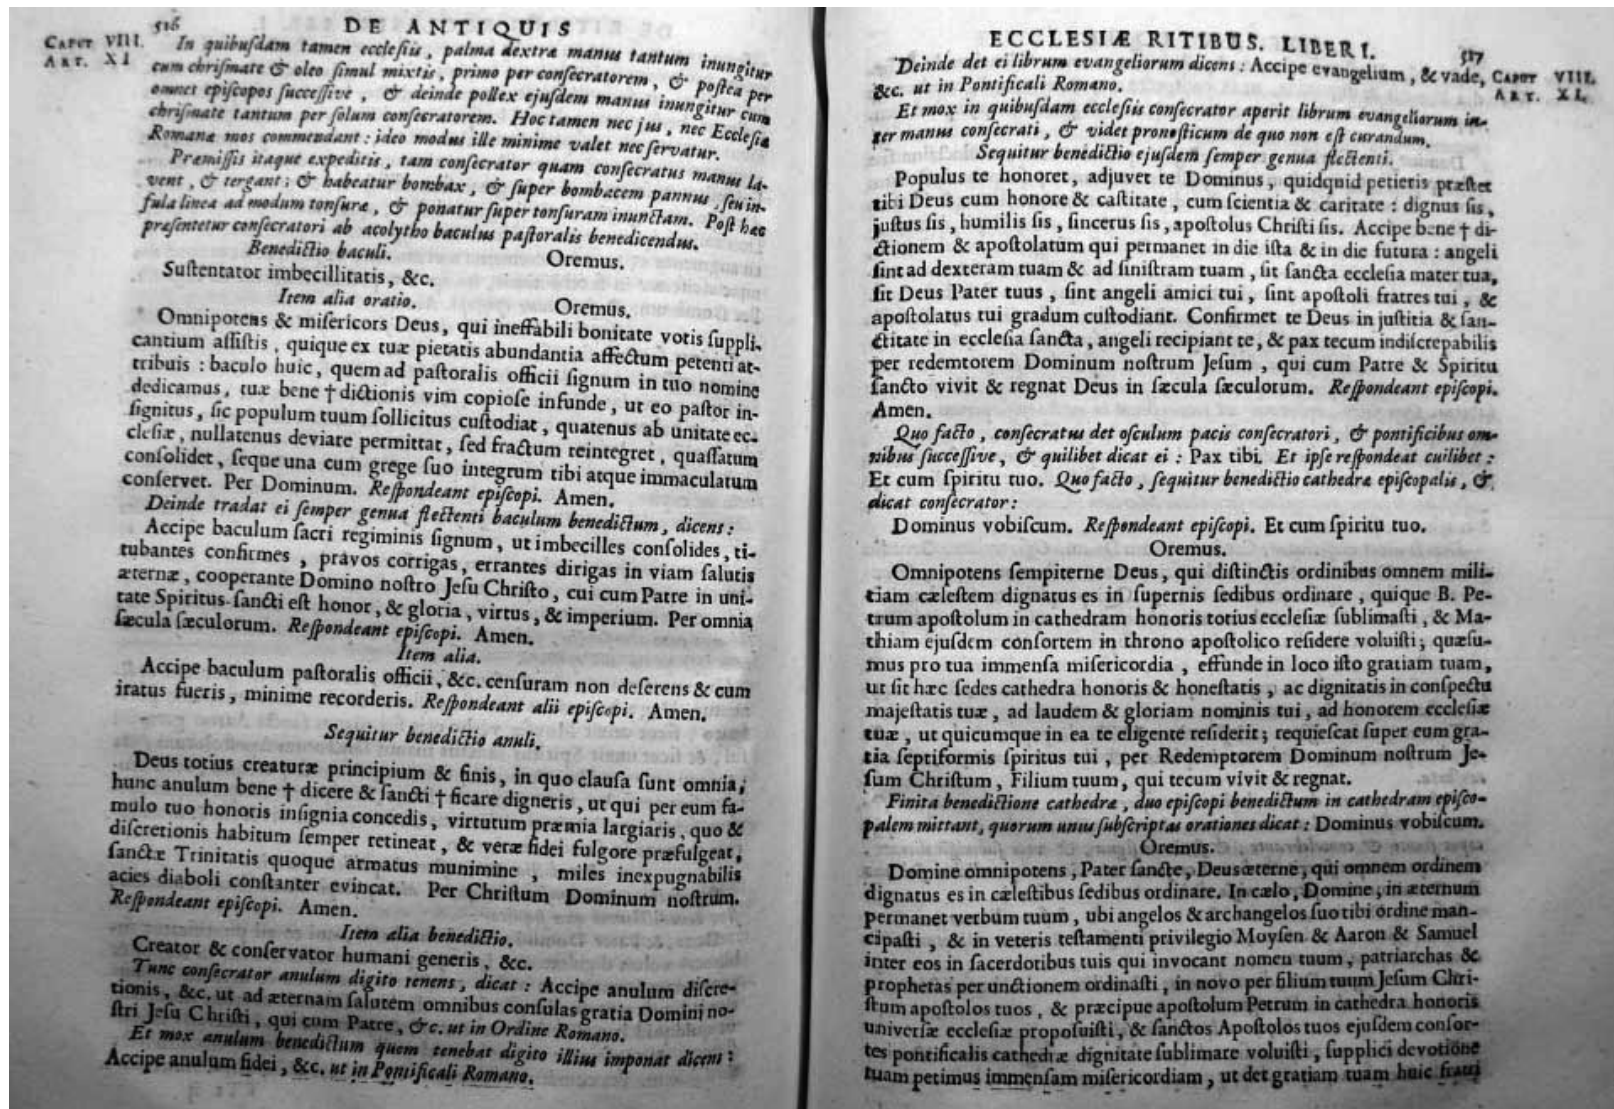 516
DE ANTIQUIS
CAPUT VIII.
ART. XI
In quibuſdam tamen eccleſiis, palma dextræ manus tantum inungitur
cum chriſmate & oleo ſimul mixtis, primo per conſecratorem, & poſtea per
omnes epiſcopos ſucceſſive, & deinde pollex ejuſdem manus inungitur cum
chriſmate tantum per ſolum conſecratorem. Hoc tamen nec jus, nec Eccleſiæ
Romanæ mos commendant: ideo modus ille minime valet nec ſervatur.
Præmiſſis itaque expeditis, tam conſecrator quam conſecratus manus la-
vent, & tergant; & habeatur bombax, & ſuper bombacem pannus, ſeu in-
fula linea ad modum tonſuræ, & ponatur ſuper tonſuram inunctam. Poſt hæc
præſentetur conſecratori ab acolytho baculus paſtoralis benedicendus.
Benedictio baculi. Oremus.
Suſtentator imbecillitatis, &c.
Item alia oratio. Oremus.
Omnipotens & miſericors Deus, qui ineffabili bonitate votis ſuppli-
cantium aſſiſtis, quique ex tuæ pietatis abundantia affectum petenti at-
tribuis: baculo huic, quem ad paſtoralis officii ſignum in tuo nomine
dedicamus, tuæ bene † dictionis vim copioſe infunde, ut eo paſtor in-
ſignitus, ſic populum tuum ſollicitus cuſtodiat, quatenus ab unitate ec-
cleſiæ, nullatenus deviare permittat, ſed fractum reintegret, quaſſatum
conſolidet, ſeque una cum grege ſuo integrum tibi atque immaculatum
conſervet. Per Dominum. Reſpondeant epiſcopi. Amen.
Deinde tradat ei ſemper genua flectenti baculum benedictum, dicens:
Accipe baculum ſacri regiminis ſignum, ut imbecilles conſolides, ti-
tubantes confirmes, pravos corrigas, errantes dirigas in viam ſalutis
æternæ, cooperante Domino noſtro Jeſu Chriſto, cui cum Patre in uni-
tate Spiritus ſancti eſt honor, & gloria, virtus, & imperium. Per omnia
ſæcula ſæculorum. Reſpondeant epiſcopi. Amen.
Item alia.
Accipe baculum paſtoralis officii, &c. cenſuram non deſerens & cum
iratus fueris, minime recorderis. Reſpondeant alii epiſcopi. Amen.
Sequitur benedictio anuli.
Deus totius creaturæ principium & finis, in quo clauſa ſunt omnia;
hunc anulum bene † dicere & ſancti † ficare digneris, ut qui per eum fa-
mulo tuo honoris inſignia concedis, virtutum præmia largiaris, quo &
diſcretionis habitum ſemper retineat, & veræ fidei fulgore præfulgeat,
ſanctæ Trinitatis quoque armatus munimine, miles inexpugnabilis
acies diaboli conſtanter evincat. Per Chriſtum Dominum noſtrum.
Reſpondeant epiſcopi. Amen.
Item alia benedictio.
Creator & conſervator humani generis, &c.
Tunc conſecrator anulum digito tenens, dicat: Accipe anulum diſcre-
tionis, &c. ut ad æternam ſalutem omnibus conſulas gratia Domini no-
ſtri Jeſu Chriſti, qui cum Patre, &c. ut in Ordine Romano.
Et mox anulum benedictum quem tenebat digito illius imponat dicens:
Accipe anulum fidei, &c. ut in Pontificali Romano.
ECCLESIÆ RITIBUS. LIBER I.
517
CAPUT VIII.
ART. XI.
Deinde det ei librum evangeliorum dicens: Accipe evangelium, & vade,
&c. ut in Pontificali Romano.
Et mox in quibuſdam eccleſiis conſecrator aperit librum evangeliorum in-
ter manus conſecrati, & videt pronoſticum de quo non eſt curandum.
Sequitur benedictio ejuſdem ſemper genua flectenti.
Populus te honoret, adjuvet te Dominus, quidquid petieris præſtet
tibi Deus cum honore & caſtitate, cum ſcientia & caritate: dignus ſis,
juſtus ſis, humilis ſis, ſincerus ſis, apoſtolus Chriſti ſis. Accipe bene † di-
ctionem & apoſtolatum qui permanet in die iſta & in die futura: angeli
ſint ad dexteram tuam & ad ſiniſtram tuam, ſit ſancta eccleſia mater tua,
ſit Deus Pater tuus, ſint angeli amici tui, ſint apoſtoli fratres tui, &
apoſtolatus tui gradum cuſtodiant. Confirmet te Deus in juſtitia & ſan-
ctitate in eccleſia ſancta, angeli recipiant te, & pax tecum indiſcrepabilis
per redemtorem Dominum noſtrum Jeſum, qui cum Patre & Spiritu
ſancto vivit & regnat Deus in ſæcula ſæculorum. Reſpondeant epiſcopi.
Amen.
Quo facto, conſecratus det oſculum pacis conſecratori, & pontificibus om-
nibus ſucceſſive, & quilibet dicat ei: Pax tibi. Et ipſe reſpondeat cuilibet:
Et cum ſpiritu tuo. Quo facto, ſequitur benedictio cathedræ epiſcopalis, &
dicat conſecrator:
Dominus vobiſcum. Reſpondeant epiſcopi. Et cum ſpiritu tuo.
Oremus.
Omnipotens ſempiterne Deus, qui diſtinctis ordinibus omnem mili-
tiam cæleſtem dignatus es in ſupernis ſedibus ordinare, quique B. Pe-
trum apoſtolum in cathedram honoris totius eccleſiæ ſublimaſti, & Ma-
thiam ejuſdem conſortem in throno apoſtolico reſidere voluiſti; quæſu-
mus pro tua immenſa miſericordia, effunde in loco iſto gratiam tuam,
ut ſit hæc ſedes cathedra honoris & honeſtatis, ac dignitatis in conſpectu
majeſtatis tuæ, ad laudem & gloriam nominis tui, ad honorem eccleſiæ
tuæ, ut quicumque in ea te eligente reſiderit; requieſcat ſuper eum gra-
tia ſeptiformis ſpiritus tui, per Redemptorem Dominum noſtrum Je-
ſum Chriſtum, Filium tuum, qui tecum vivit & regnat.
Finita benedictione cathedræ, duo epiſcopi benedictum in cathedram epiſco-
palem mittant, quorum unus ſubſcriptas orationes dicat: Dominus vobiſcum.
Oremus.
Domine omnipotens, Pater ſancte, Deus æterne, qui omnem ordinem
dignatus es in cæleſtibus ſedibus ordinare. In cælo, Domine, in æternum
permanet verbum tuum, ubi angelos & archangelos ſuo tibi ordine man-
cipaſti, & in veteris teſtamenti privilegio Moyſen & Aaron & Samuel
inter eos in ſacerdotibus tuis qui invocant nomen tuum, patriarchas &
prophetas per unctionem ordinaſti, in novo per filium tuum Jeſum Chri-
ſtum apoſtolos tuos, & præcipue apoſtolum Petrum in cathedra honoris
univerſæ eccleſiæ propoſuiſti, & ſanctos Apoſtolos tuos ejuſdem conſor-
tes pontificalis cathedræ dignitate ſublimare voluiſti, ſupplici devotione
tuam petimus immenſam miſericordiam, ut det gratiam tuam huic fratri